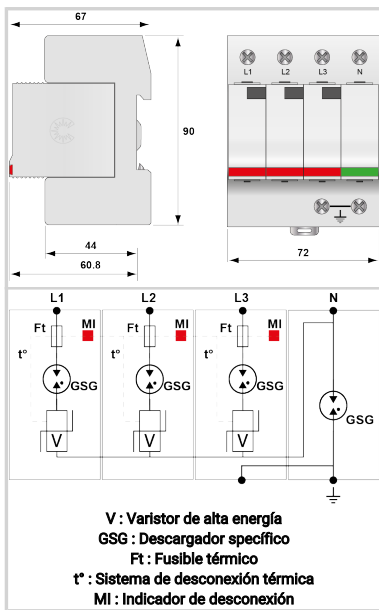 67
L1 L2 L3 N
90
44
60.8
72
L1 L2 L3 N
Ft MI Ft MI Ft MI
t° t° t°
GSG GSG GSG
GSG
V V V
V : Varistor de alta energía
GSG : Descargador específico
Ft : Fusible térmico
t° : Sistema de desconexión térmica
MI : Indicador de desconexión